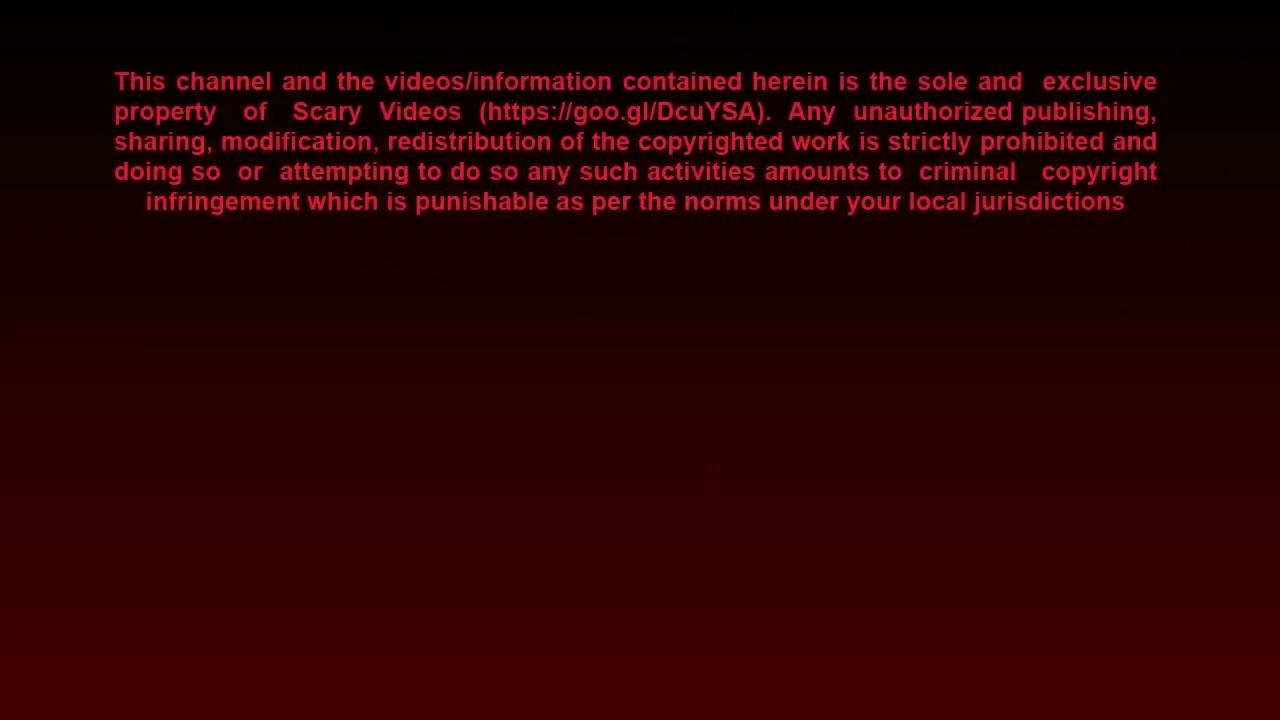 This channel and the videos/information contained herein is the sole and exclusive
property of Scary Videos (https://goo.gl/DcuYSA). Any unauthorized publishing,
sharing, modification, redistribution of the copyrighted work is strictly prohibited and
doing so or attempting to do so any such activities amounts to criminal copyright
infringement which is punishable as per the norms under your local jurisdictions